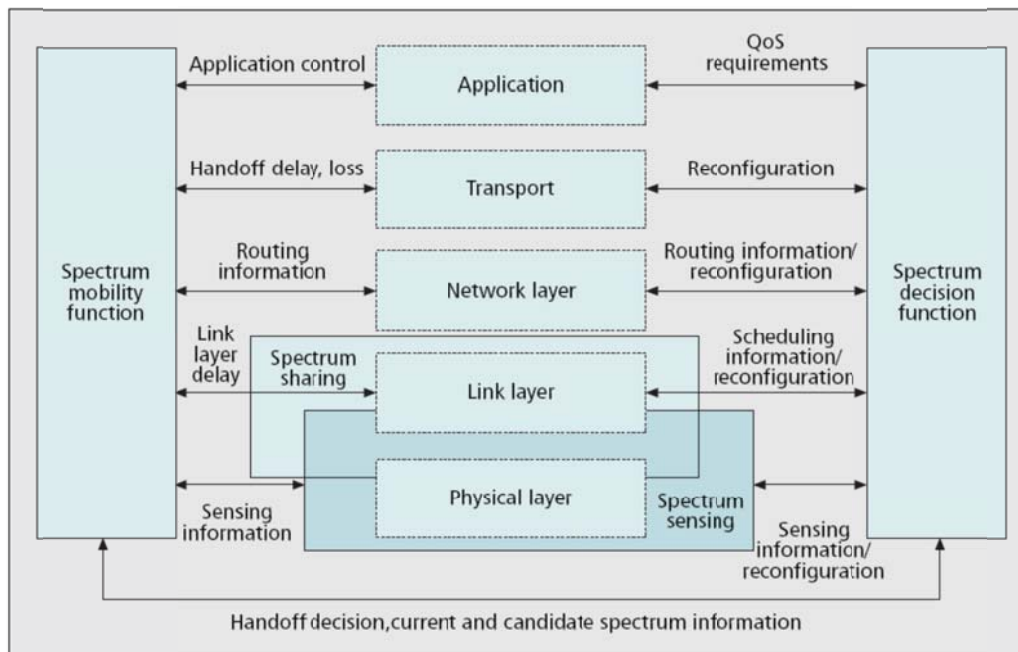 Application control
Application
QoS
requirements
Handoff delay, loss
Transport
Reconfiguration
Spectrum
mobility
function
Routing
information
Network layer
Routing information/
reconfiguration
Spectrum
decision
function
Link
layer
delay
Spectrum
sharing
Link layer
Scheduling
information/
reconfiguration
Sensing
information
Physical layer
Spectrum
sensing
Sensing
information/
reconfiguration
Handoff decision,current and candidate spectrum information